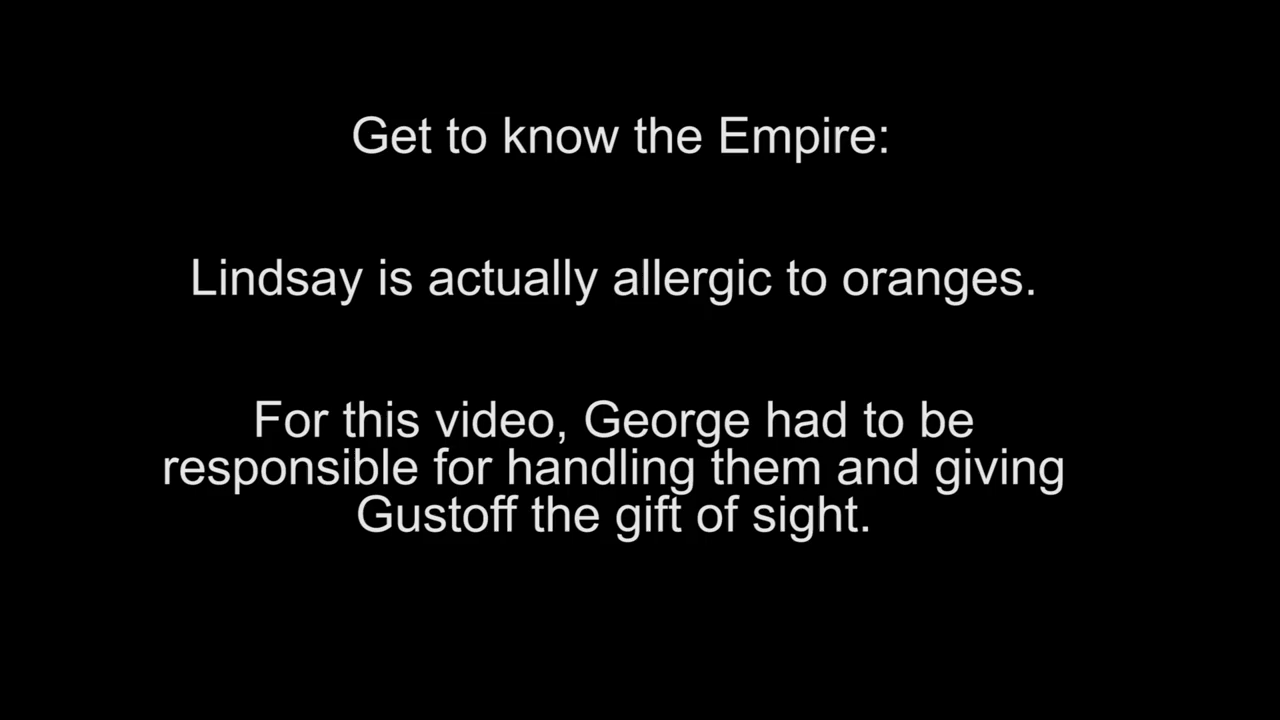 Get to know the Empire:
Lindsay is actually allergic to oranges.
For this video, George had to be
responsible for handling them and giving
Gustoff the gift of sight.